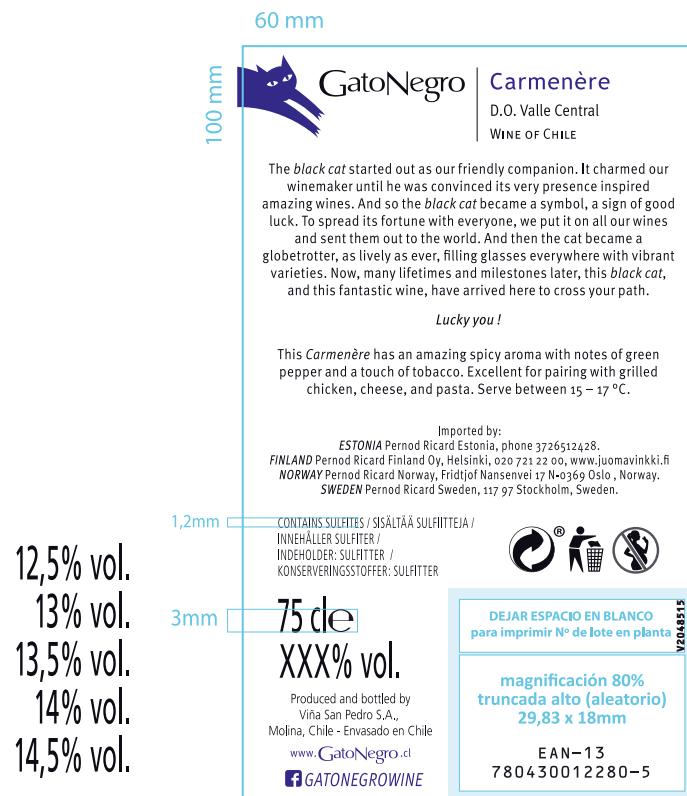 60 mm
100 mm
GatoNegro
Carmenère
D.O. Valle Central
WINE OF CHILE
The black cat started out as our friendly companion. It charmed our
winemaker until he was convinced its very presence inspired
amazing wines. And so the black cat became a symbol, a sign of good
luck. To spread its fortune with everyone, we put it on all our wines
and sent them out to the world. And then the cat became a
globetrotter, as lively as ever, filling glasses everywhere with vibrant
varieties. Now, many lifetimes and milestones later, this black cat,
and this fantastic wine, have arrived here to cross your path.
Lucky you !
This Carmenère has an amazing spicy aroma with notes of green
pepper and a touch of tobacco. Excellent for pairing with grilled
chicken, cheese, and pasta. Serve between 15 – 17 °C.
Imported by:
ESTONIA Pernod Ricard Estonia, phone 3726512428.
FINLAND Pernod Ricard Finland Oy, Helsinki, 020 721 22 00, www.juomavinkki.fi
NORWAY Pernod Ricard Norway, Fridtjof Nansenvei 17 N-0369 Oslo , Norway.
SWEDEN Pernod Ricard Sweden, 117 97 Stockholm, Sweden.
1,2mm
CONTAINS SULFITES / SISÄLTÄÄ SULFIITTEJA /
INNEHÅLLER SULFITER /
INDEHOLDER: SULFITTER /
KONSERVERINGSSTOFFER: SULFITTER
®
12,5% vol.
13% vol.
13,5% vol.
14% vol.
14,5% vol.
3mm
75 cl℮
XXX% vol.
Produced and bottled by
Viña San Pedro S.A.,
Molina, Chile - Envasado en Chile
www.GatoNegro.cl
f GATONEGROWINE
DEJAR ESPACIO EN BLANCO
para imprimir Nº de lote en planta
V2048515
magnificación 80%
truncada alto (aleatorio)
29,83 x 18mm
EAN-13
780430012280-5